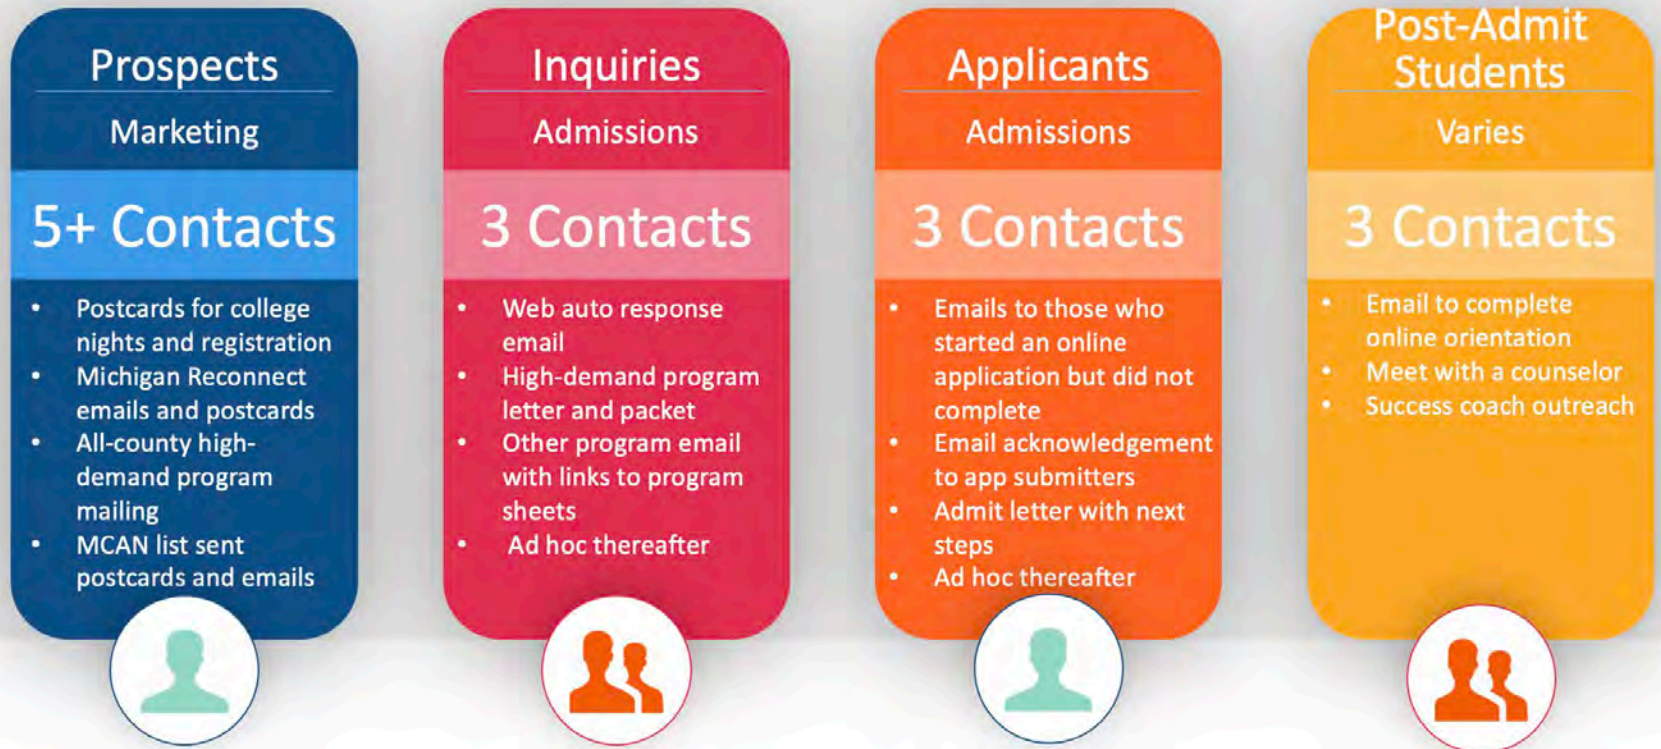 Prospects
Marketing
5+ Contacts
• Postcards for college
nights and registration
• Michigan Reconnect
emails and postcards
• All-county high-
demand program
mailing
• MCAN list sent
postcards and emails
Inquiries
Admissions
3 Contacts
• Web auto response
email
• High-demand program
letter and packet
• Other program email
with links to program
sheets
• Ad hoc thereafter
Applicants
Admissions
3 Contacts
• Emails to those who
started an online
application but did not
complete
• Email acknowledgement
to app submitters
• Admit letter with next
steps
• Ad hoc thereafter
Post-Admit
Students
Varies
3 Contacts
• Email to complete
online orientation
• Meet with a counselor
• Success coach outreach